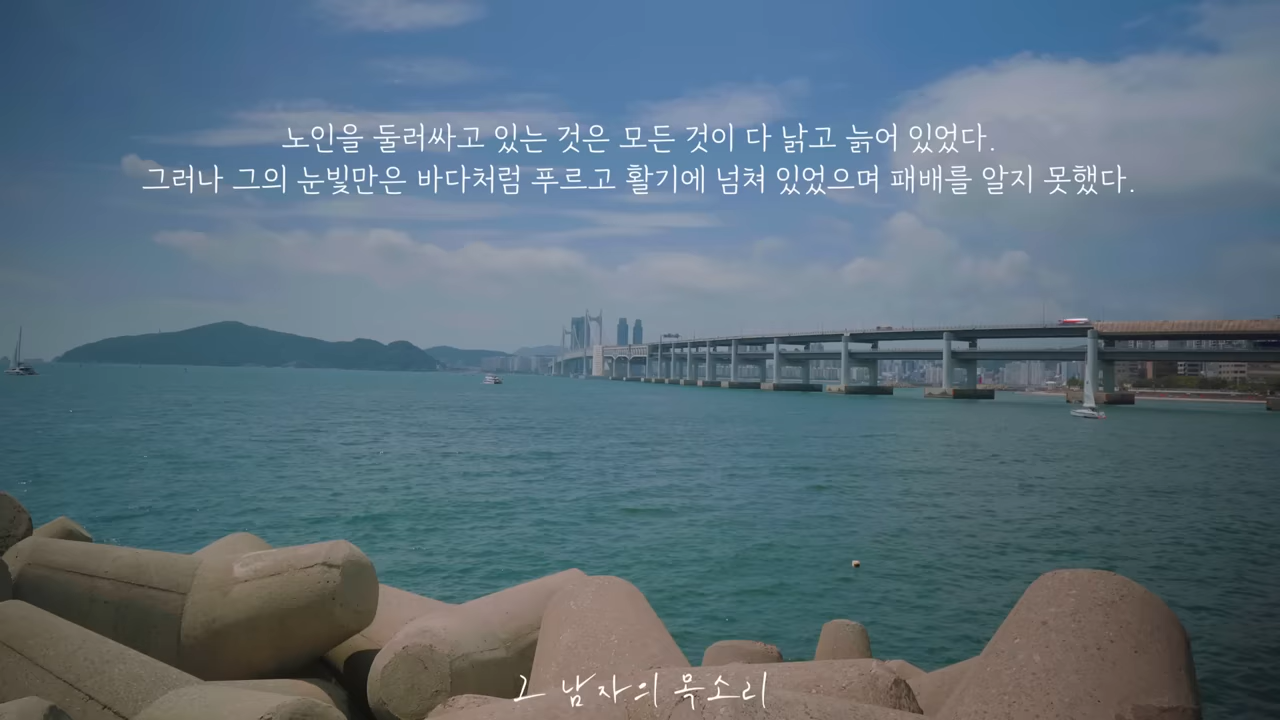 노인을 둘러싸고 있는 것은 모든 것이 다 낡고 늙어 있었다.
그러나 그의 눈빛만은 바다처럼 푸르고 활기에 넘쳐 있었으며 패배를 알지 못했다.
그 남자의 목소리